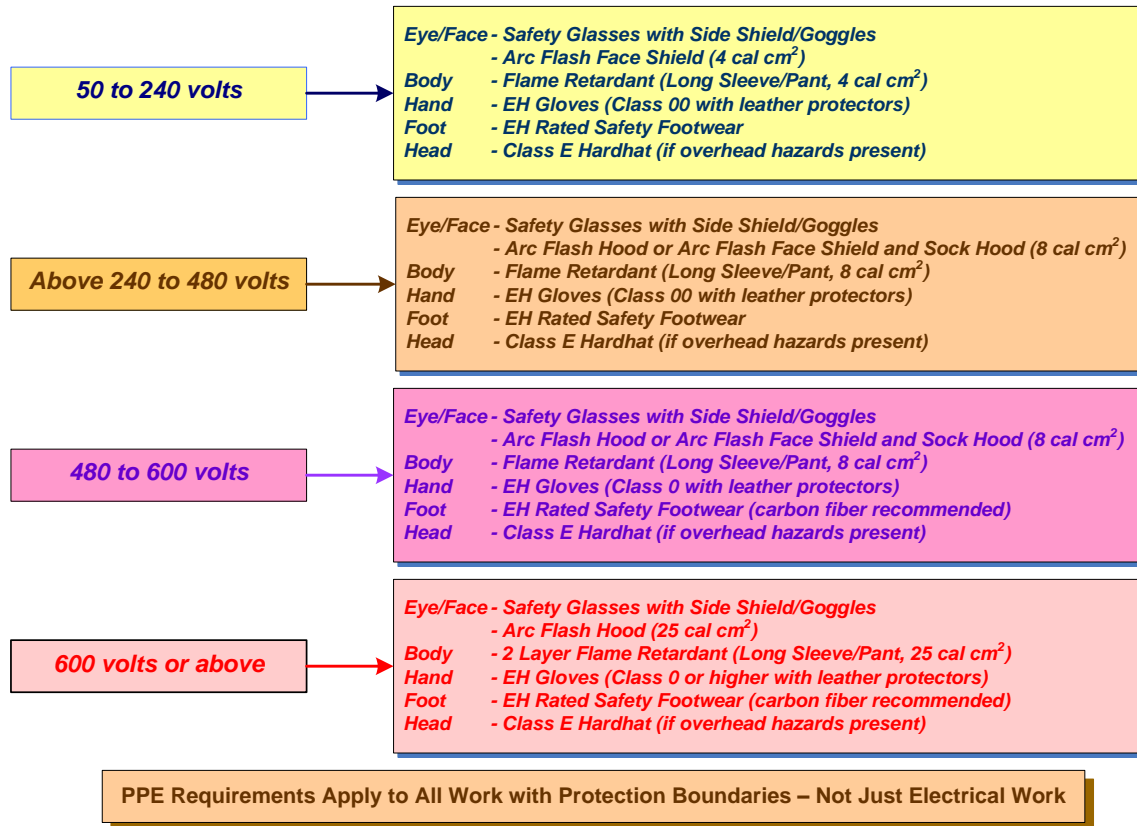 50 to 240 volts
Eye/Face - Safety Glasses with Side Shield/Goggles
- Arc Flash Face Shield (4 cal cm²)
Body - Flame Retardant (Long Sleeve/Pant, 4 cal cm²)
Hand - EH Gloves (Class 00 with leather protectors)
Foot - EH Rated Safety Footwear
Head - Class E Hardhat (if overhead hazards present)
Above 240 to 480 volts
Eye/Face - Safety Glasses with Side Shield/Goggles
- Arc Flash Hood or Arc Flash Face Shield and Sock Hood (8 cal cm²)
Body - Flame Retardant (Long Sleeve/Pant, 8 cal cm²)
Hand - EH Gloves (Class 00 with leather protectors)
Foot - EH Rated Safety Footwear
Head - Class E Hardhat (if overhead hazards present)
480 to 600 volts
Eye/Face - Safety Glasses with Side Shield/Goggles
- Arc Flash Hood or Arc Flash Face Shield and Sock Hood (8 cal cm²)
Body - Flame Retardant (Long Sleeve/Pant, 8 cal cm²)
Hand - EH Gloves (Class 0 with leather protectors)
Foot - EH Rated Safety Footwear (carbon fiber recommended)
Head - Class E Hardhat (if overhead hazards present)
600 volts or above
Eye/Face - Safety Glasses with Side Shield/Goggles
- Arc Flash Hood (25 cal cm²)
Body - 2 Layer Flame Retardant (Long Sleeve/Pant, 25 cal cm²)
Hand - EH Gloves (Class 0 or higher with leather protectors)
Foot - EH Rated Safety Footwear (carbon fiber recommended)
Head - Class E Hardhat (if overhead hazards present)
PPE Requirements Apply to All Work with Protection Boundaries – Not Just Electrical Work